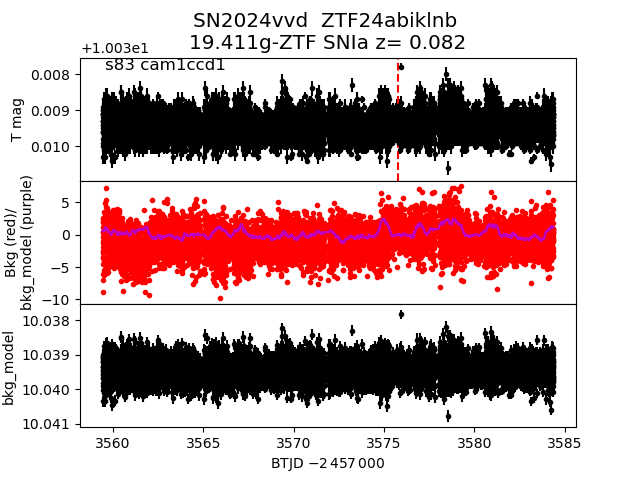 SN2024vvd ZTF24abiklnb
19.411g-ZTF SNIa z= 0.082
+1.003e1
s83 cam1ccd1
0.008
0.009
0.010
T mag
5
0
−5
−10
Bkg (red)/
bkg_model (purple)
10.038
10.039
10.040
10.041
bkg_model
3560 3565 3570 3575 3580 3585
BTJD −2 457 000